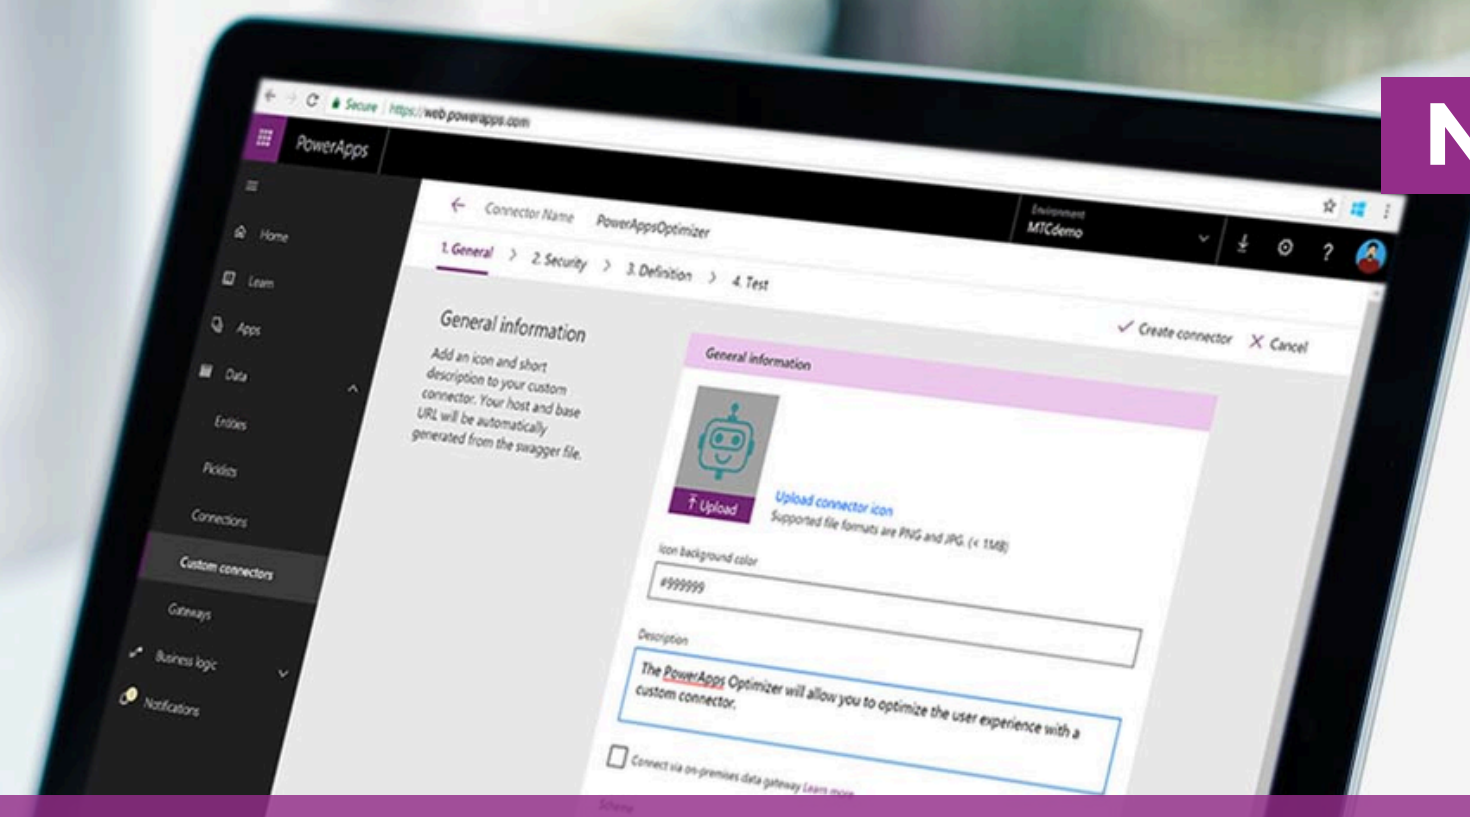 Secure https://web.powerapps.com
N
PowerApps
Environment
MTCdemo
?
Connector Name PowerAppsOptimizer
1. General > 2. Security > 3. Definition > 4. Test
Create connector Cancel
Home
Learn
Apps
Data
Entities
Picklists
Connections
Custom connectors
Gateways
Business logic
Notifications
General information
Add an icon and short
description to your custom
connector. Your host and base
URL will be automatically
generated from the swagger file.
General information
Upload
Upload connector icon
Supported file formats are PNG and JPG. (< 1MB)
Icon background color
#999999
Description
The PowerApps Optimizer will allow you to optimize the user experience with a
custom connector.
Connect via on-premises data gateway Learn more
Scheme